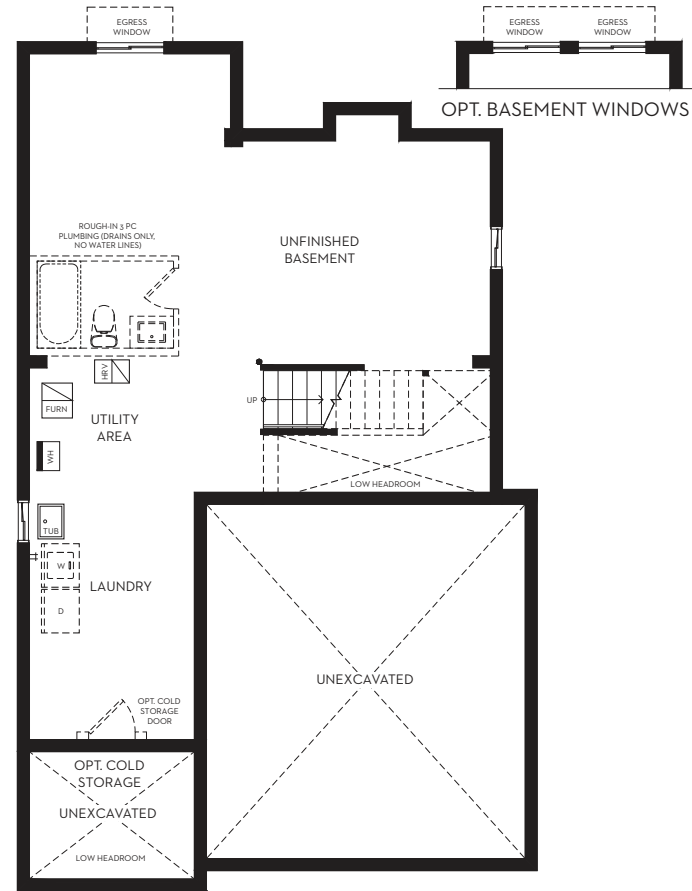 EGRESS
WINDOW
EGRESS
WINDOW
EGRESS
WINDOW
OPT. BASEMENT WINDOWS
ROUGH-IN 3 PC
PLUMBING (DRAINS ONLY,
NO WATER LINES)
UNFINISHED
BASEMENT
HRV
FURN
UP
UTILITY
AREA
WH
LOW HEADROOM
TUB
W
LAUNDRY
D
UNEXCAVATED
OPT. COLD
STORAGE
DOOR
OPT. COLD
STORAGE
UNEXCAVATED
LOW HEADROOM